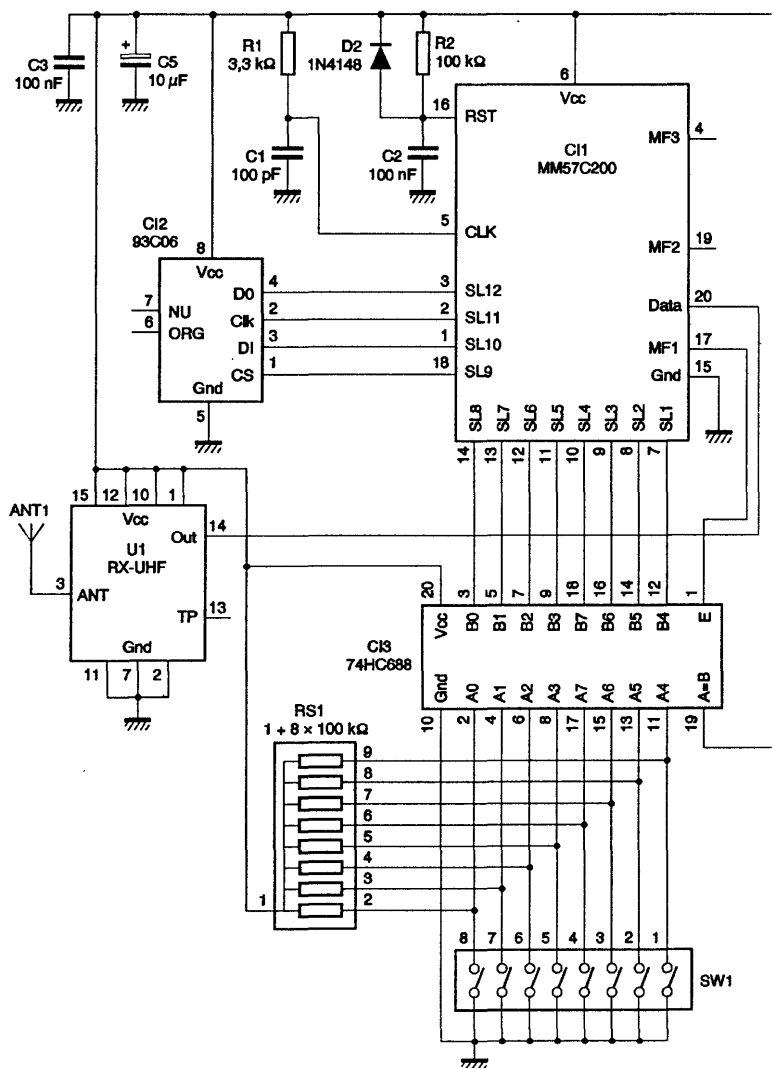 C3
100 nF
+
C5
10 µF
R1
3,3 kΩ
D2
1N4148
R2
100 kΩ
C1
100 pF
C2
100 nF
6
Vcc
16
RST
CI1
MM57C200
MF3
4
5
CLK
MF2
19
3
SL12
2
SL11
1
SL10
18
SL9
Data
20
MF1
17
Gnd
15
SL8
SL7
SL6
SL5
SL4
SL3
SL2
SL1
14
13
12
11
10
9
8
7
CI2
93C06
8
Vcc
7
NU
6
ORG
D0
4
Clk
2
DI
3
CS
1
Gnd
5
ANT1
15
12
10
1
Vcc
U1
RX-UHF
Out
14
3
ANT
TP
13
Gnd
11
7
2
20
3
5
7
9
18
16
14
12
1
Vcc
B0
B1
B2
B3
B7
B6
B5
B4
E
CI3
74HC688
Gnd
A0
A1
A2
A3
A7
A6
A5
A4
A=B
10
2
4
6
8
17
15
13
11
19
RS1
1 + 8 × 100 kΩ
9
8
7
6
5
4
3
2
1
8
7
6
5
4
3
2
1
SW1